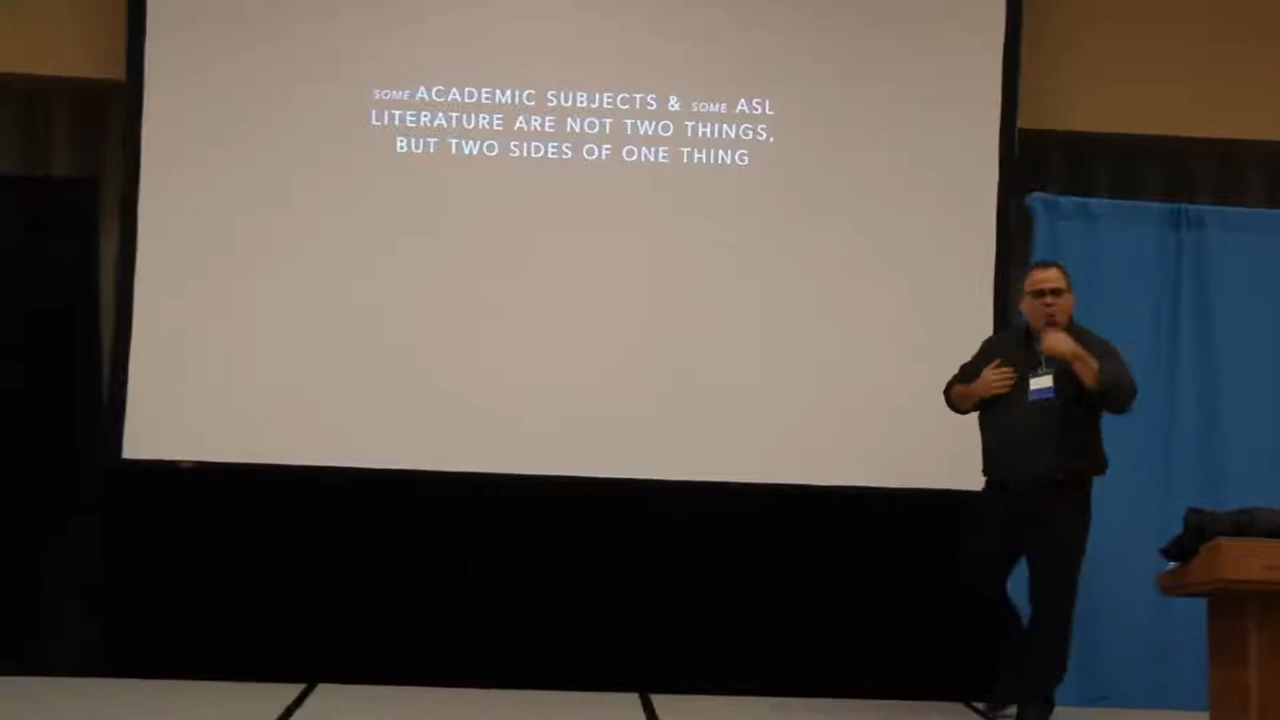 SOME ACADEMIC SUBJECTS & SOME ASL
LITERATURE ARE NOT TWO THINGS,
BUT TWO SIDES OF ONE THING